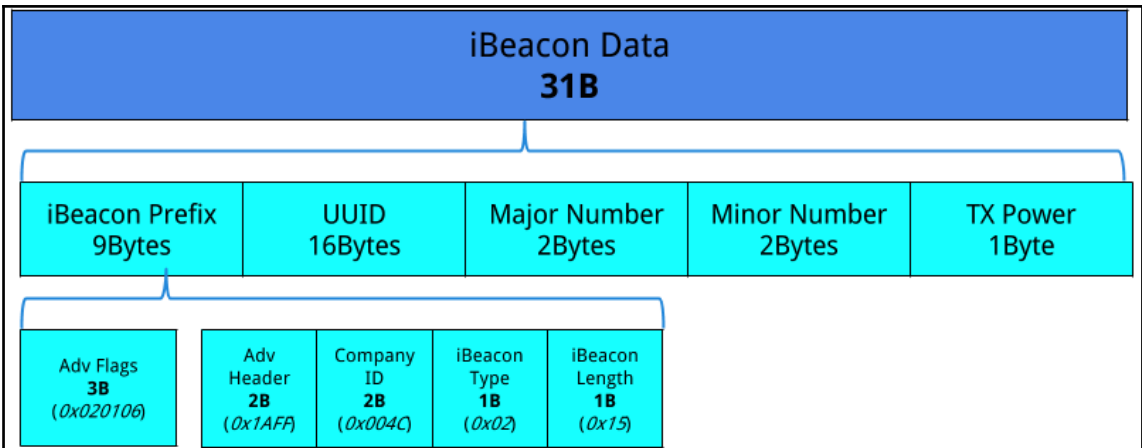 iBeacon Data
31B
iBeacon Prefix
9Bytes
UUID
16Bytes
Major Number
2Bytes
Minor Number
2Bytes
TX Power
1Byte
Adv Flags
3B
(0x020106)
Adv
Header
2B
(0x1AFF)
Company
ID
2B
(0x004C)
iBeacon
Type
1B
(0x02)
iBeacon
Length
1B
(0x15)